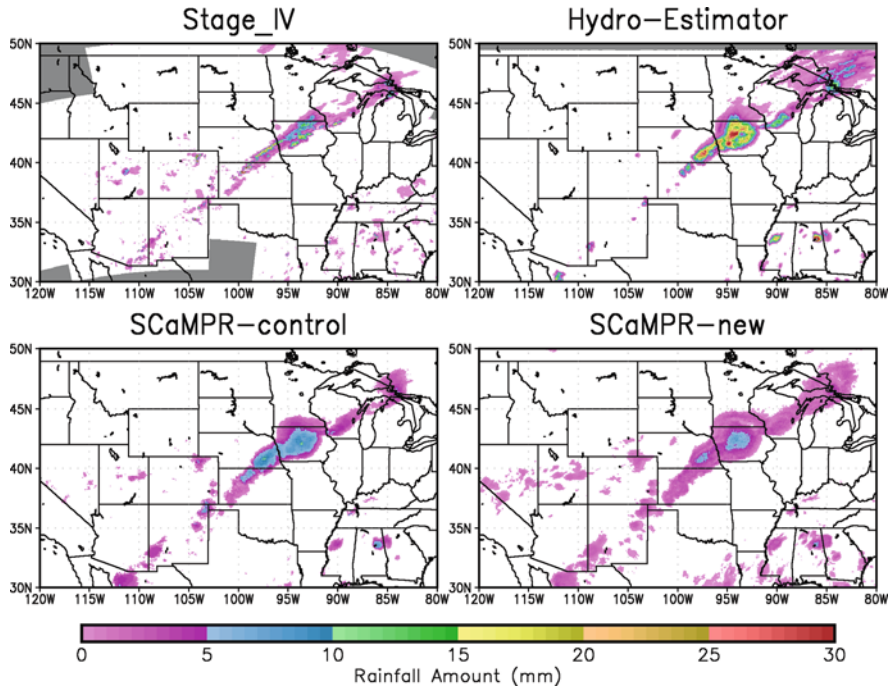 Stage_IV
Hydro-Estimator
50N
45N
40N
35N
30N
120W 115W 110W 105W 100W 95W 90W 85W 80W
50N
45N
40N
35N
30N
120W 115W 110W 105W 100W 95W 90W 85W 80W
SCaMPR-control
SCaMPR-new
50N
45N
40N
35N
30N
120W 115W 110W 105W 100W 95W 90W 85W 80W
50N
45N
40N
35N
30N
120W 115W 110W 105W 100W 95W 90W 85W 80W
0 5 10 15 20 25 30
Rainfall Amount (mm)